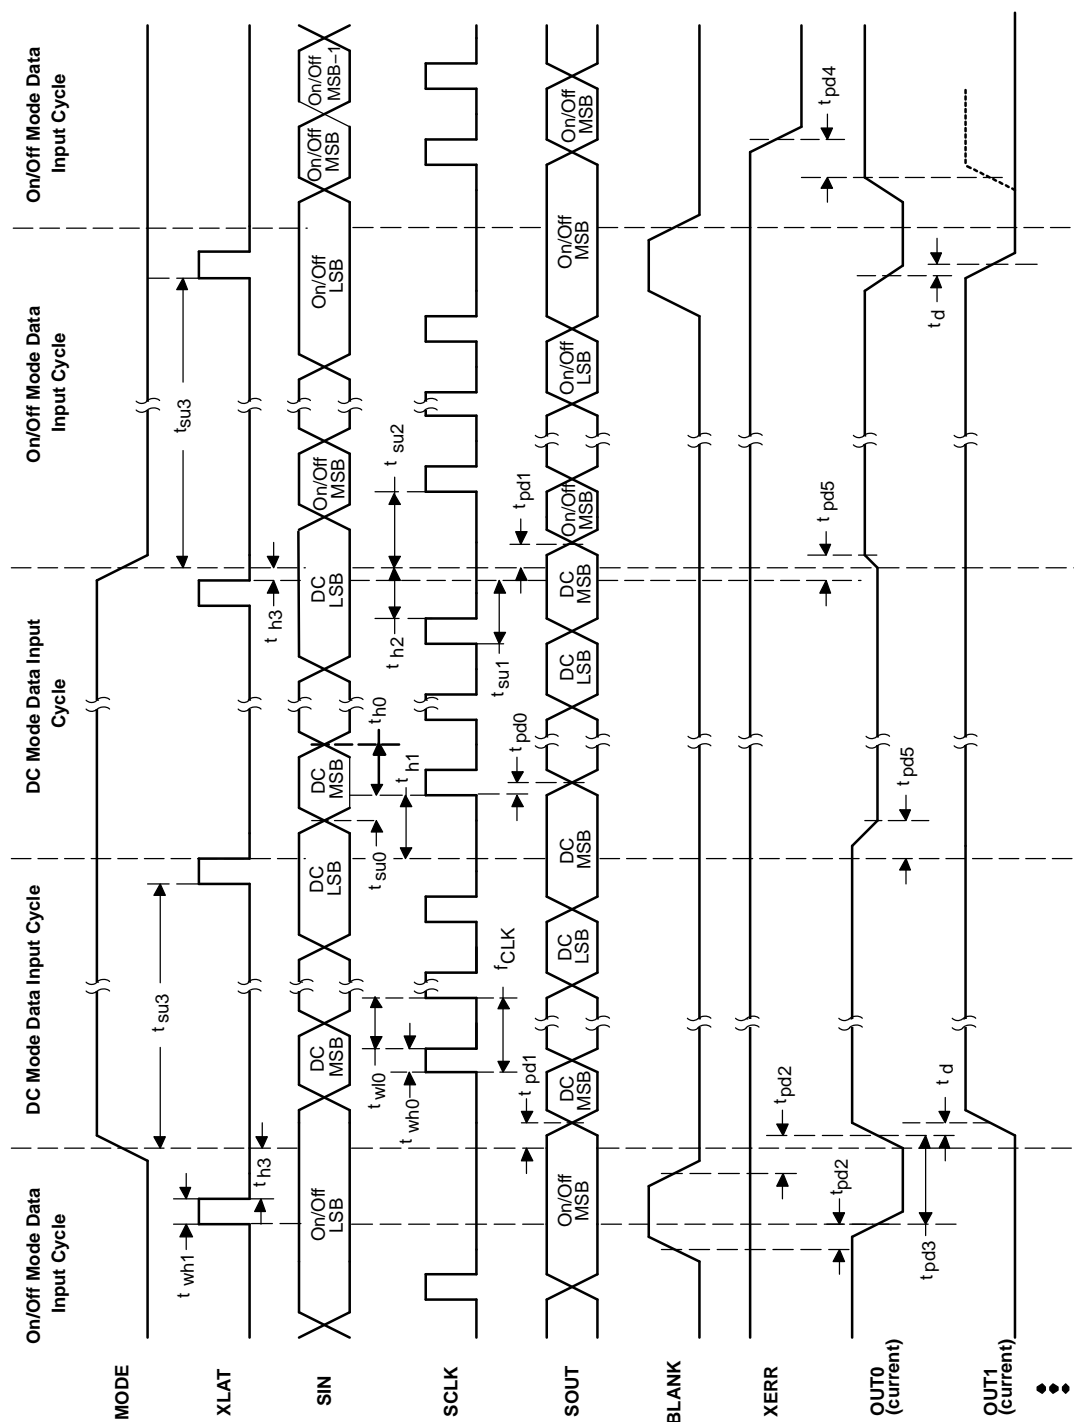 On/Off Mode Data
Input Cycle
DC Mode Data Input Cycle
DC Mode Data Input
Cycle
On/Off Mode Data
Input Cycle
On/Off Mode Data
Input Cycle
MODE
t su3
t su3
XLAT
t wh1
t h3
t h3
SIN
On/Off
LSB
DC
MSB
DC
LSB
DC
MSB
DC
LSB
On/Off
MSB
On/Off
LSB
On/Off
MSB
On/Off
MSB−1
t wl0
t su0
t h0
t h2
t su2
t wh0
t h1
SCLK
f CLK
t su1
t pd1
t pd0
t pd1
SOUT
On/Off
MSB
DC
MSB
DC
LSB
DC
MSB
DC
LSB
DC
MSB
On/Off
MSB
On/Off
LSB
On/Off
MSB
On/Off
MSB
BLANK
t pd2
XERR
t pd2
t pd4
OUT0
(current)
t pd3
t d
t pd5
t pd5
t d
OUT1
(current)